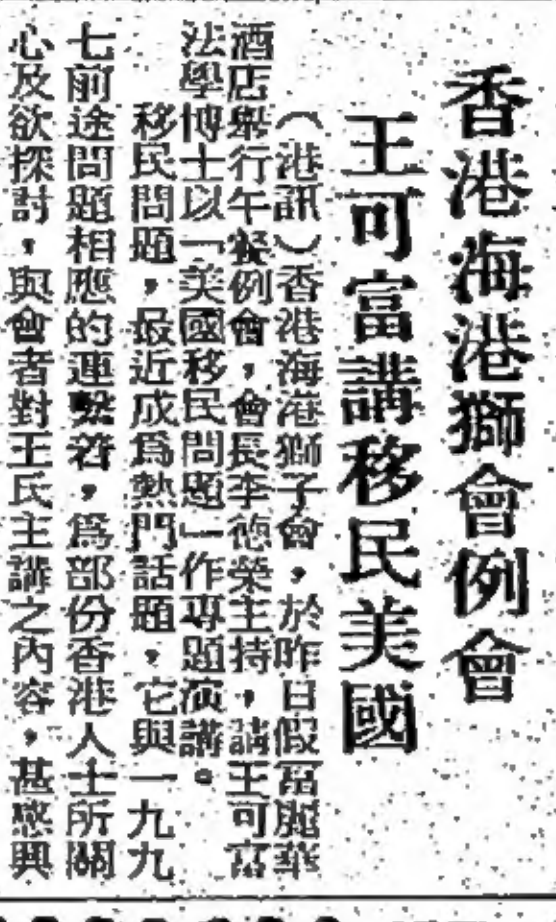 香港海港獅會例會
王可富講移民美國
（港訊）香港海港獅子會，於昨日假富麗華
酒店舉行午餐例會，會長李德榮主持，請王可富
法學博士以「美國移民問題」作專題演講。
移民問題，最近成爲熱門話題，它與一九九
七前途問題相應的連繫着，爲部份香港人士所關
心及欲探討，與會者對王氏主講之內容，甚感興